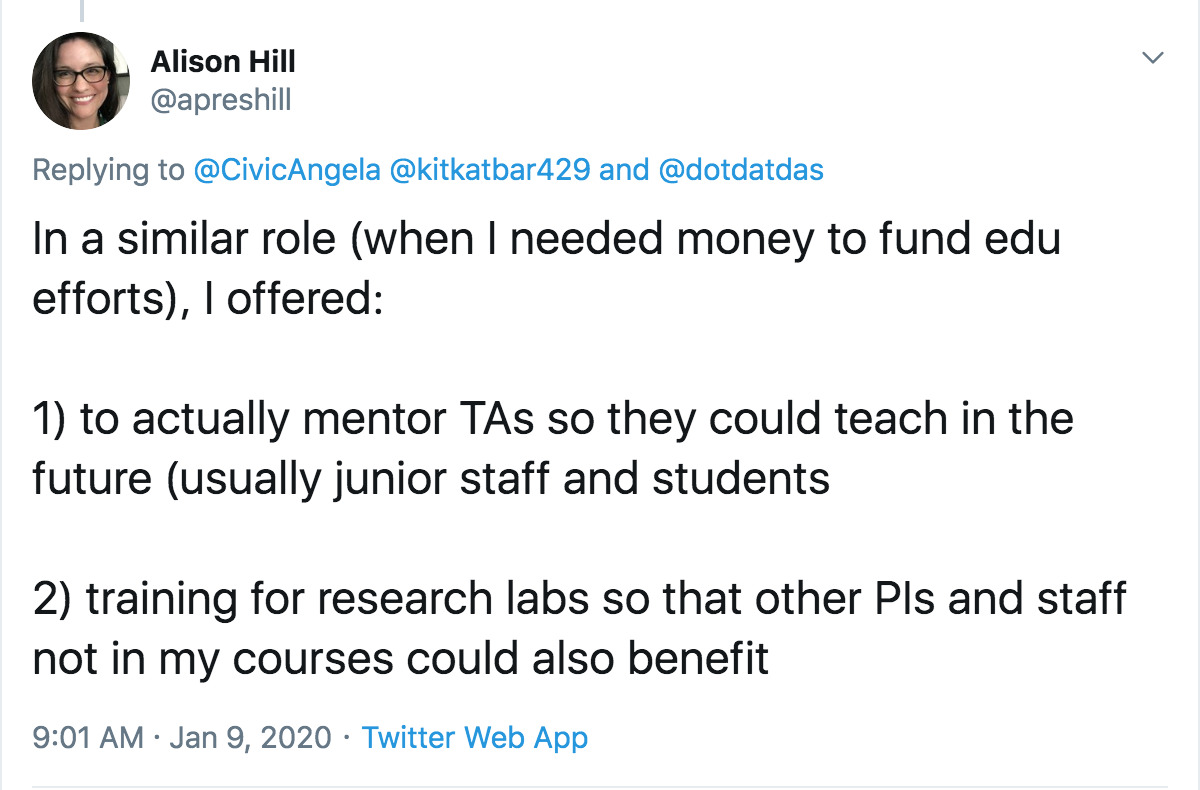 Alison Hill
@apreshill
Replying to @CivicAngela @kitkatbar429 and @dotdatdas
In a similar role (when I needed money to fund edu
efforts), I offered:
1) to actually mentor TAs so they could teach in the
future (usually junior staff and students
2) training for research labs so that other PIs and staff
not in my courses could also benefit
9:01 AM · Jan 9, 2020 · Twitter Web App